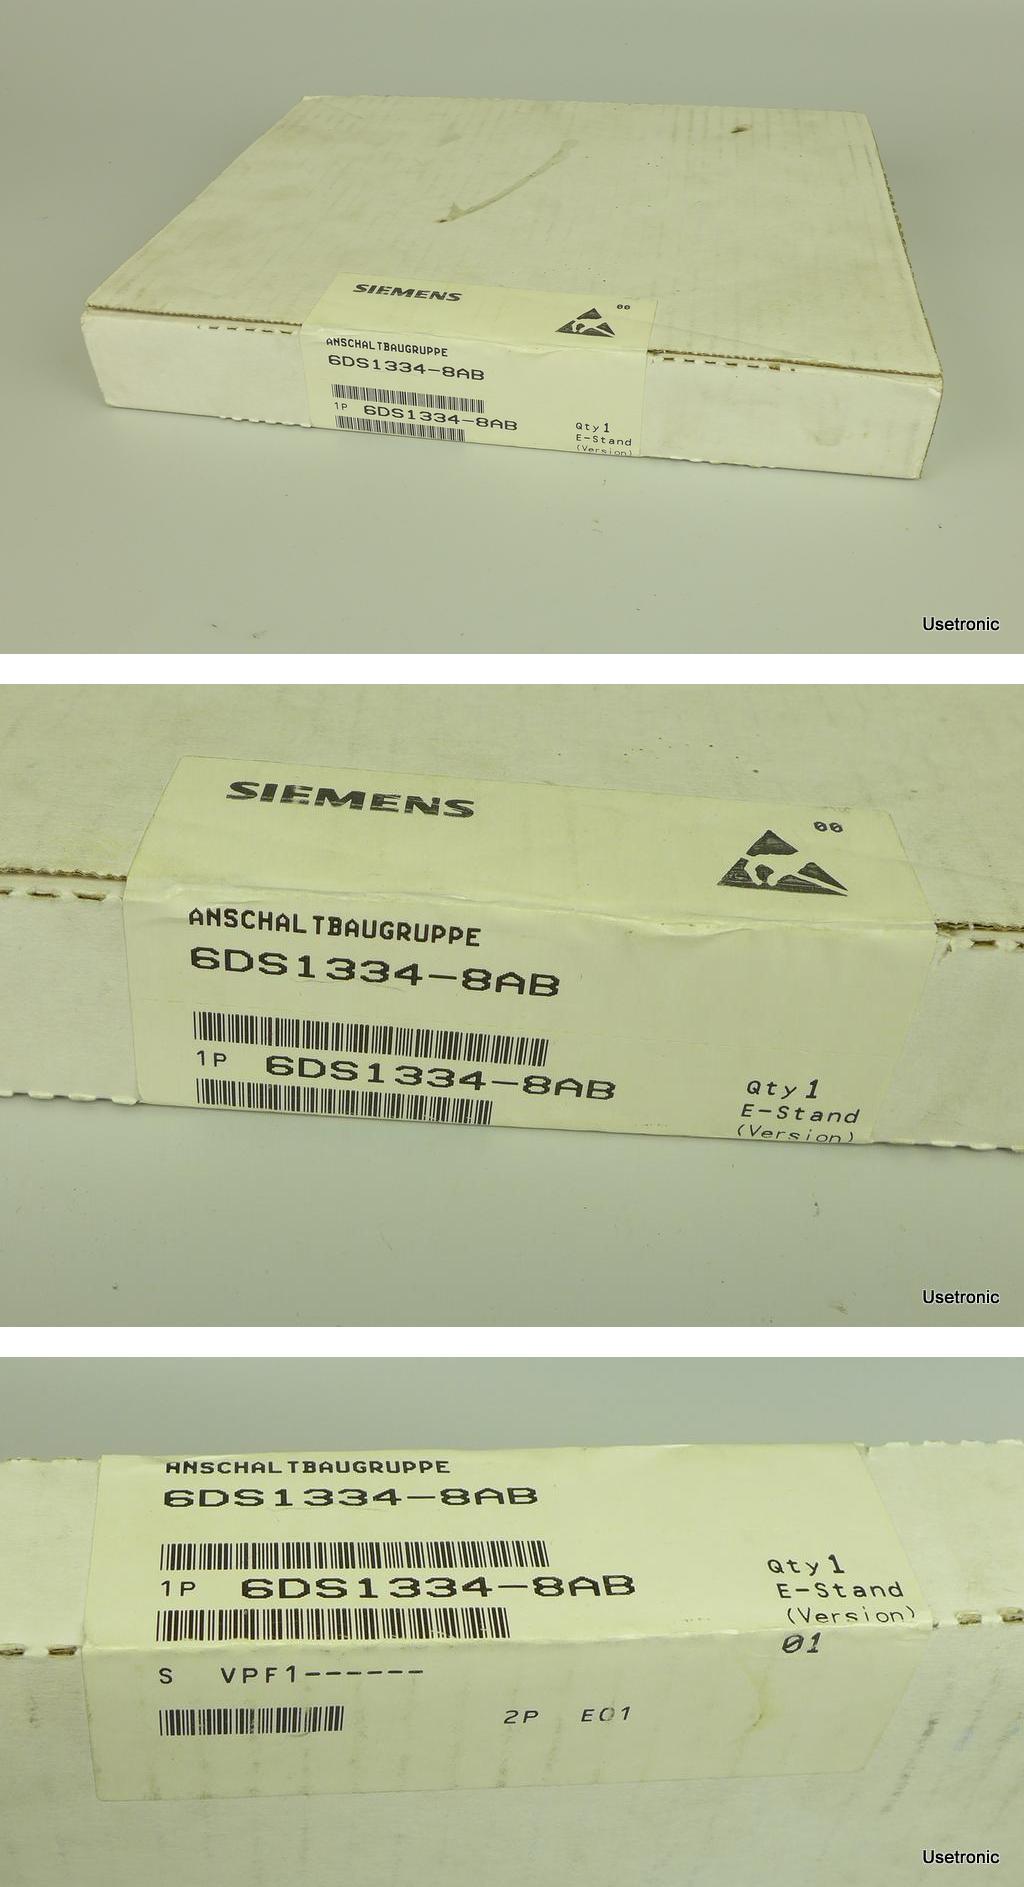 SIEMENS
00
ANSCHALTBAUGRUPPE
6DS1334-8AB
1P 6DS1334-8AB
Qty 1
E-Stand
(Version)
Usetronic
SIEMENS
00
ANSCHALTBAUGRUPPE
6DS1334-8AB
1P 6DS1334-8AB
Qty 1
E-Stand
(Version)
Usetronic
ANSCHALTBAUGRUPPE
6DS1334-8AB
1P 6DS1334-8AB
Qty 1
E-Stand
(Version)
01
S VPF1------
2P E01
Usetronic